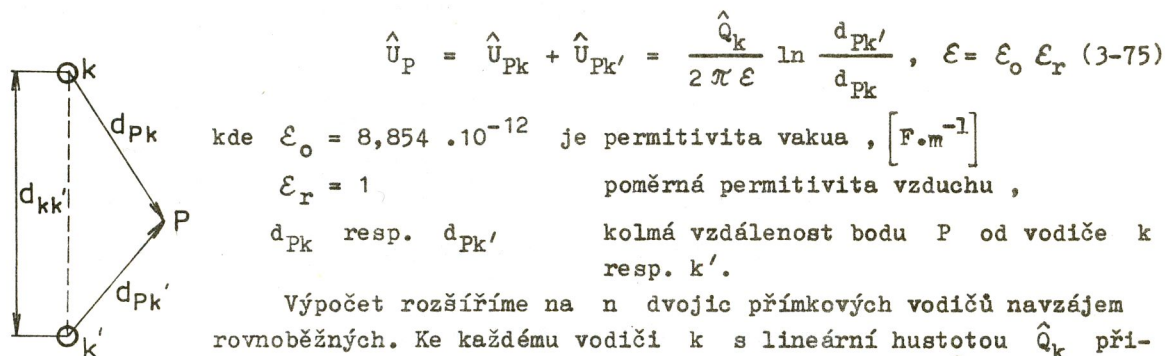 Û_P = Û_Pk + Û_Pk′ = Q̂_k / (2 π ε) ln d_Pk′ / d_Pk , ε = ε_o ε_r (3-75)
k
d_Pk
d_kk′
P
d_Pk′
k′
kde ε_o = 8,854 .10^-12 je permitivita vakua , [F.m^-1]
ε_r = 1 poměrná permitivita vzduchu ,
d_Pk resp. d_Pk′ kolmá vzdálenost bodu P od vodiče k
resp. k′.
Výpočet rozšíříme na n dvojic přímkových vodičů navzájem
rovnoběžných. Ke každému vodiči k s lineární hustotou Q̂_k při-